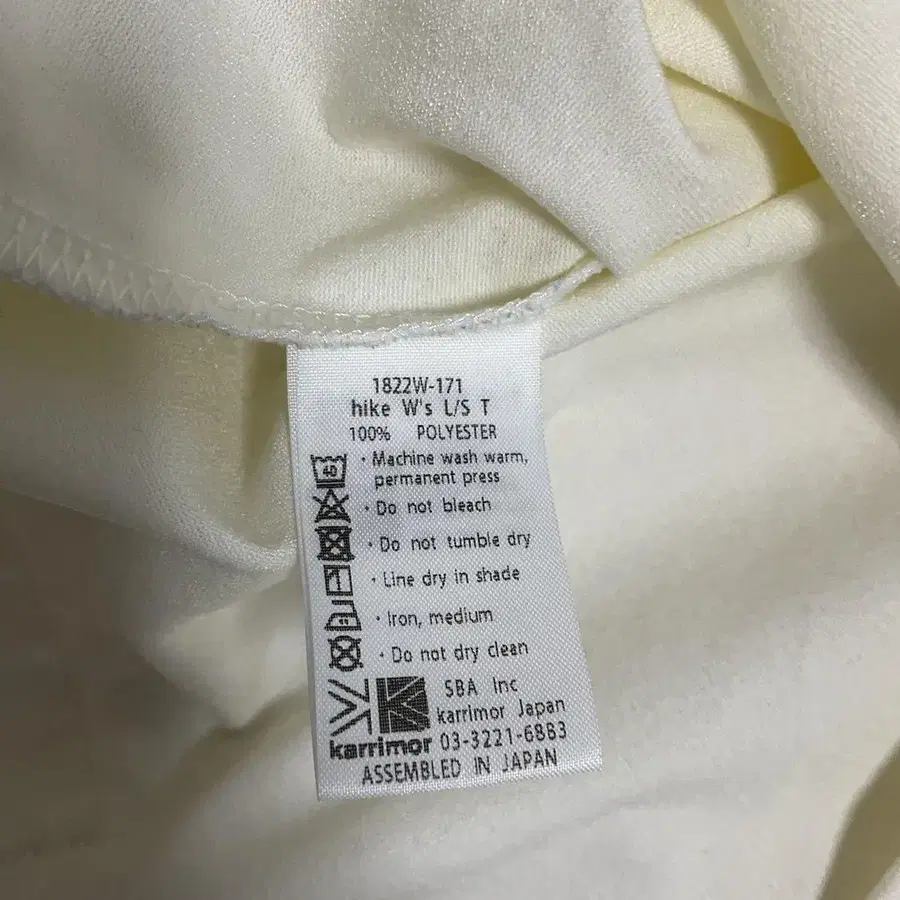 1822W-171
hike W's L/S T
100% POLYESTER
40
· Machine wash warm,
permanent press
· Do not bleach
· Do not tumble dry
· Line dry in shade
· Iron, medium
· Do not dry clean
SBA Inc
karrimor Japan
karrimor 03-3221-6883
ASSEMBLED IN JAPAN